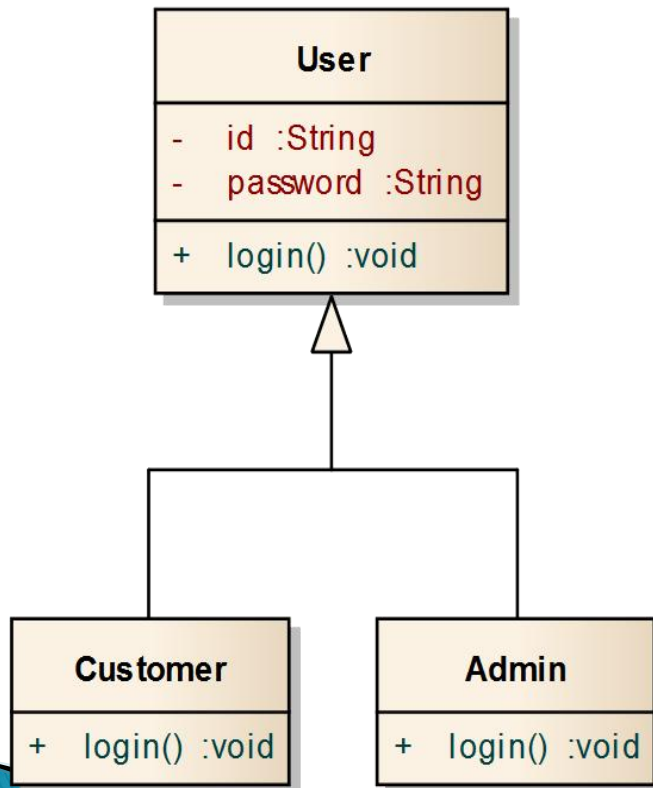 User
- id :String
- password :String
+ login() :void
Customer
+ login() :void
Admin
+ login() :void